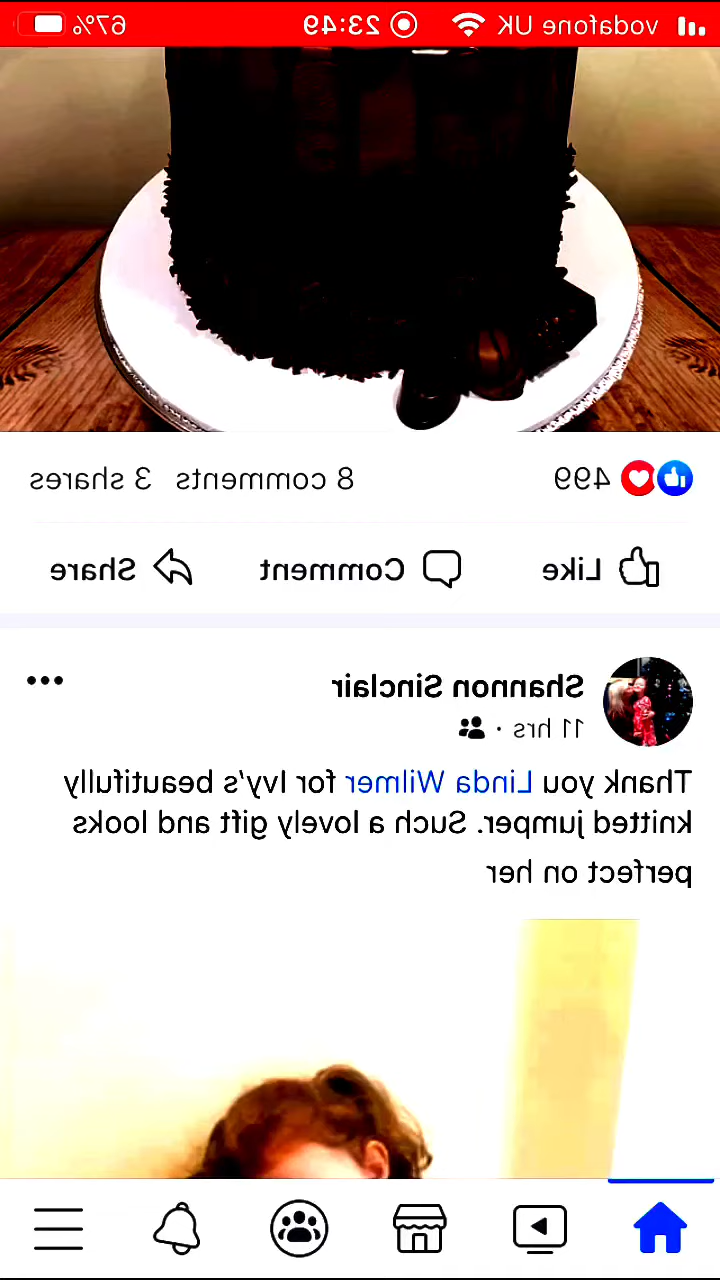 vodafone UK 23:49 67%
499 8 comments 3 shares
Like Comment Share
Shannon Sinclair
11 hrs ·
Thank you Linda Wilmer for Ivy's beautifully
knitted jumper. Such a lovely gift and looks
perfect on her